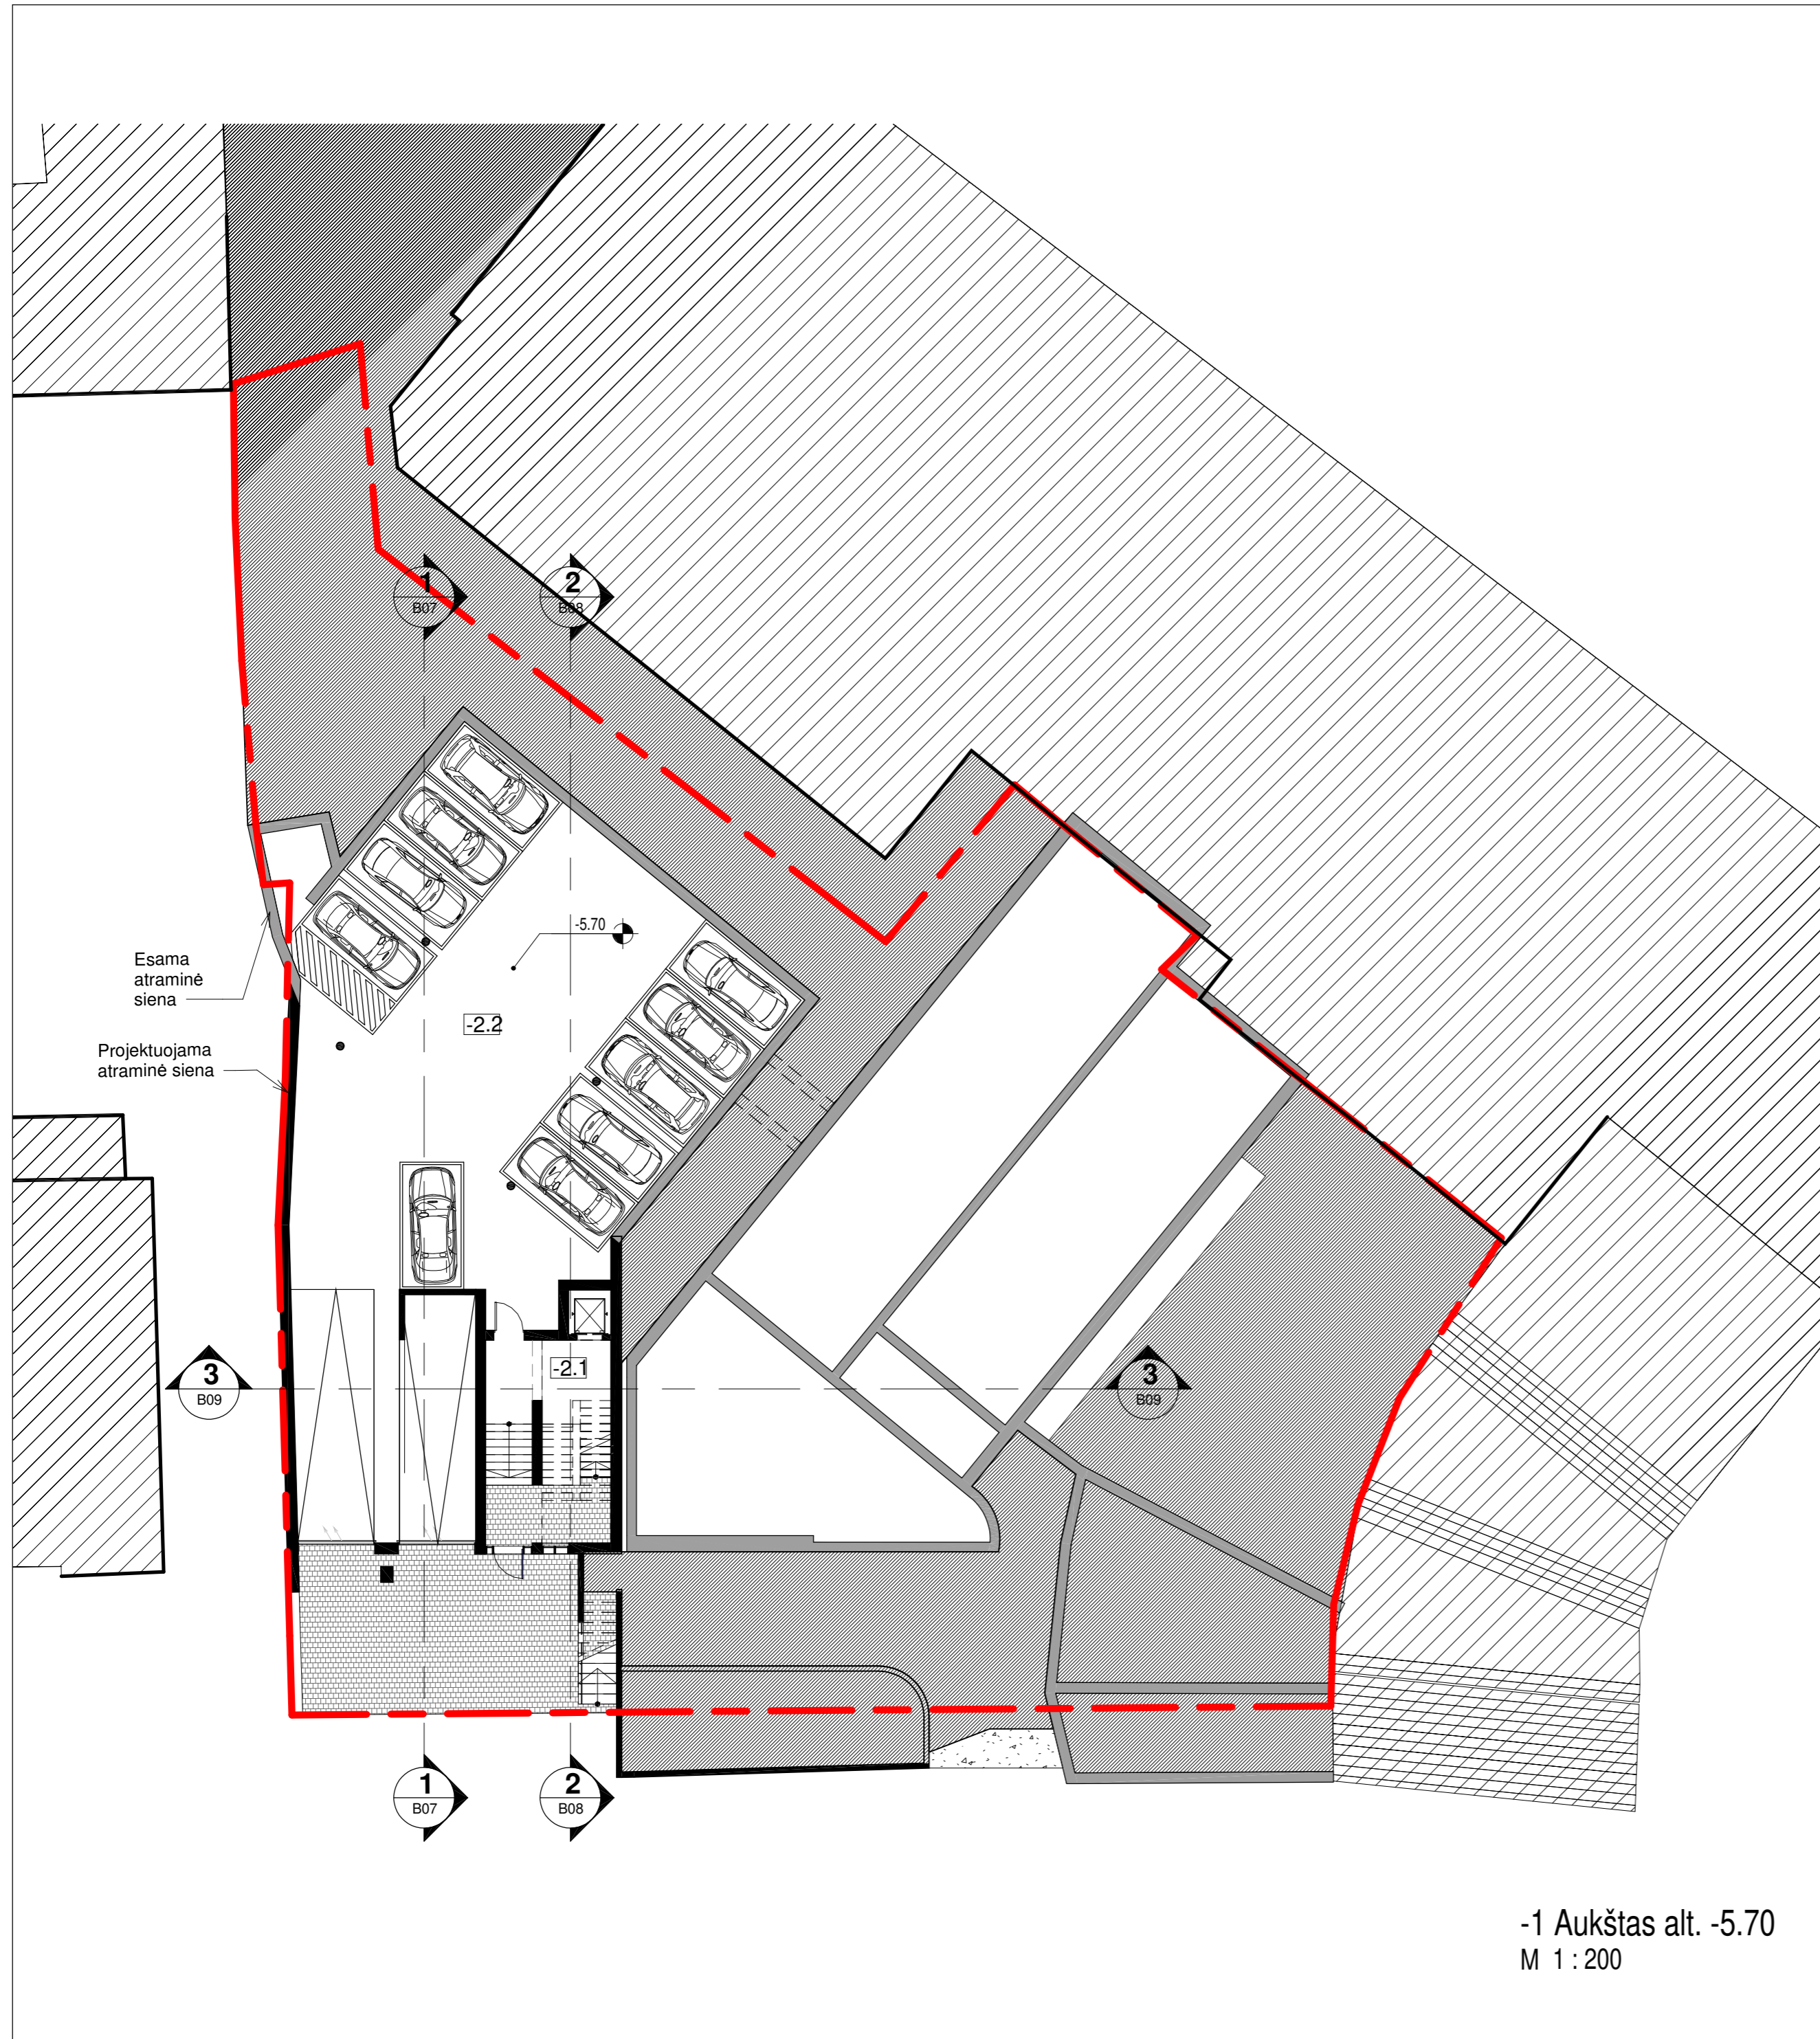 1
B07
2
B08
-5.70
Esama
atraminė
siena
-2.2
Projektuojama
atraminė siena
-2.1
3
B09
3
B09
1
B07
2
B08
-1 Aukštas alt. -5.70
M 1 : 200